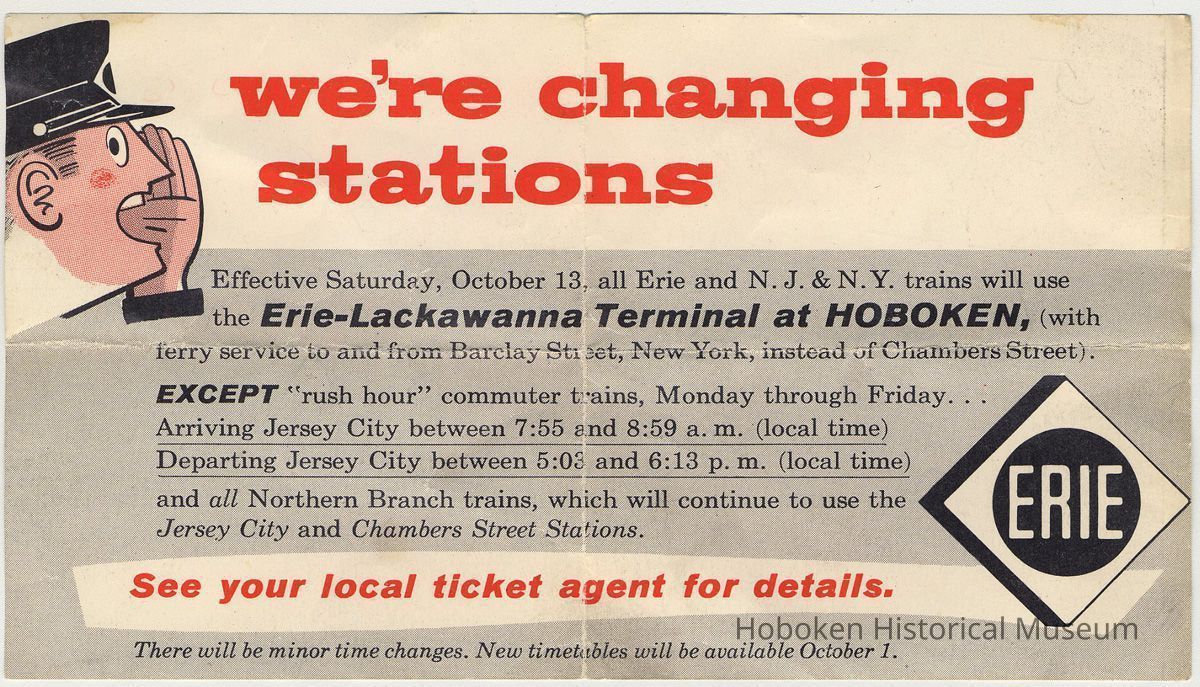 we're changing
stations
Effective Saturday, October 13, all Erie and N. J. & N. Y. trains will use
the Erie-Lackawanna Terminal at HOBOKEN, (with
ferry service to and from Barclay Street, New York, instead of Chambers Street).
EXCEPT "rush hour" commuter trains, Monday through Friday. . .
Arriving Jersey City between 7:55 and 8:59 a. m. (local time)
Departing Jersey City between 5:03 and 6:13 p. m. (local time)
and all Northern Branch trains, which will continue to use the
Jersey City and Chambers Street Stations.
ERIE
See your local ticket agent for details.
Hoboken Historical Museum
There will be minor time changes. New timetables will be available October 1.